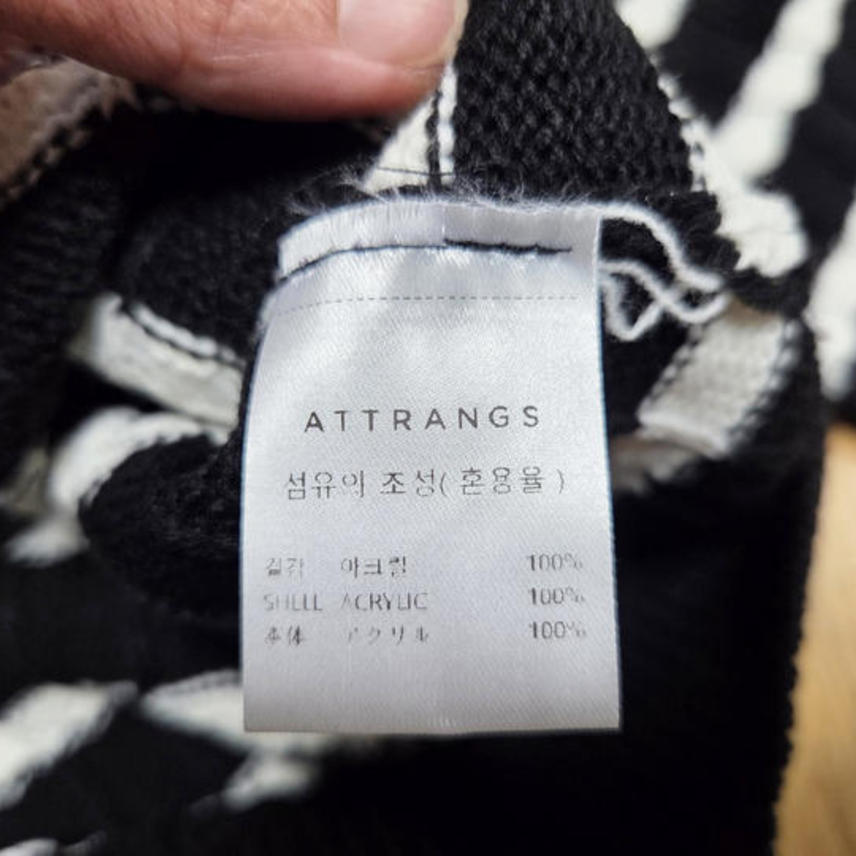 ATTRANGS
섬유의 조성(혼용율)
겉감 아크릴 100%
SHELL ACRYLIC 100%
本体 アクリル 100%